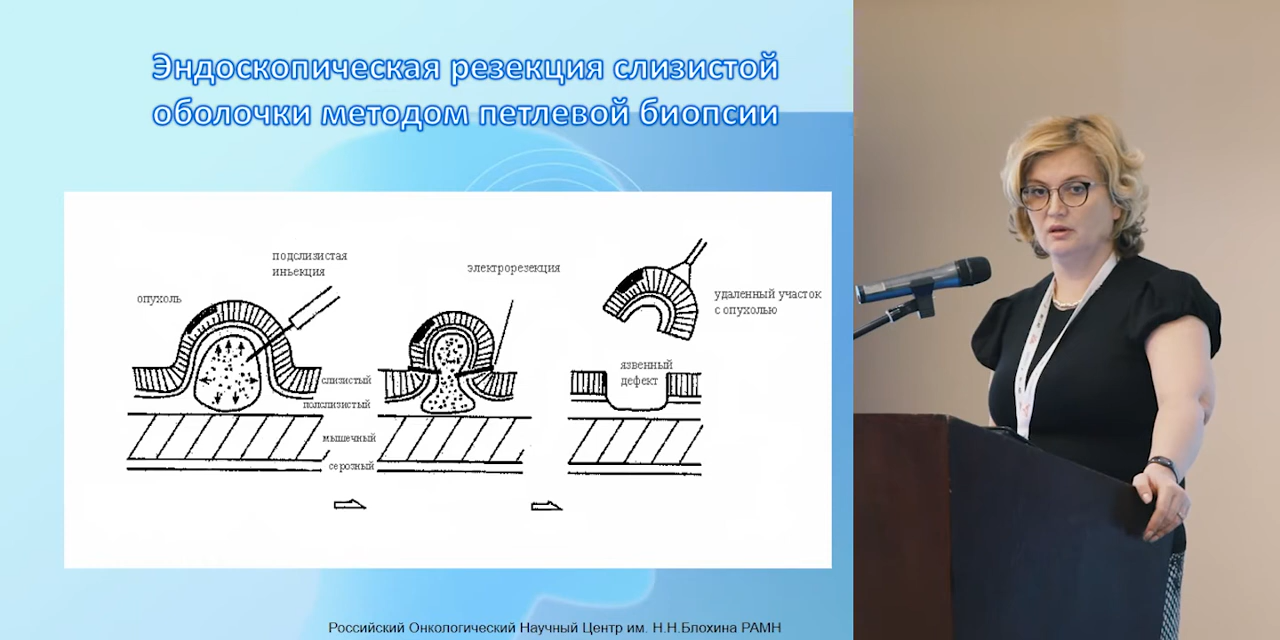 Эндоскопическая резекция слизистой
оболочки методом петлевой биопсии
подслизистая
иньекция
опухоль
электрорезекция
удаленный участок
с опухолью
язвенный
дефект
слизистый
подслизистый
мышечный
серозный
Российский Онкологический Научный Центр им. Н.Н.Блохина РАМН